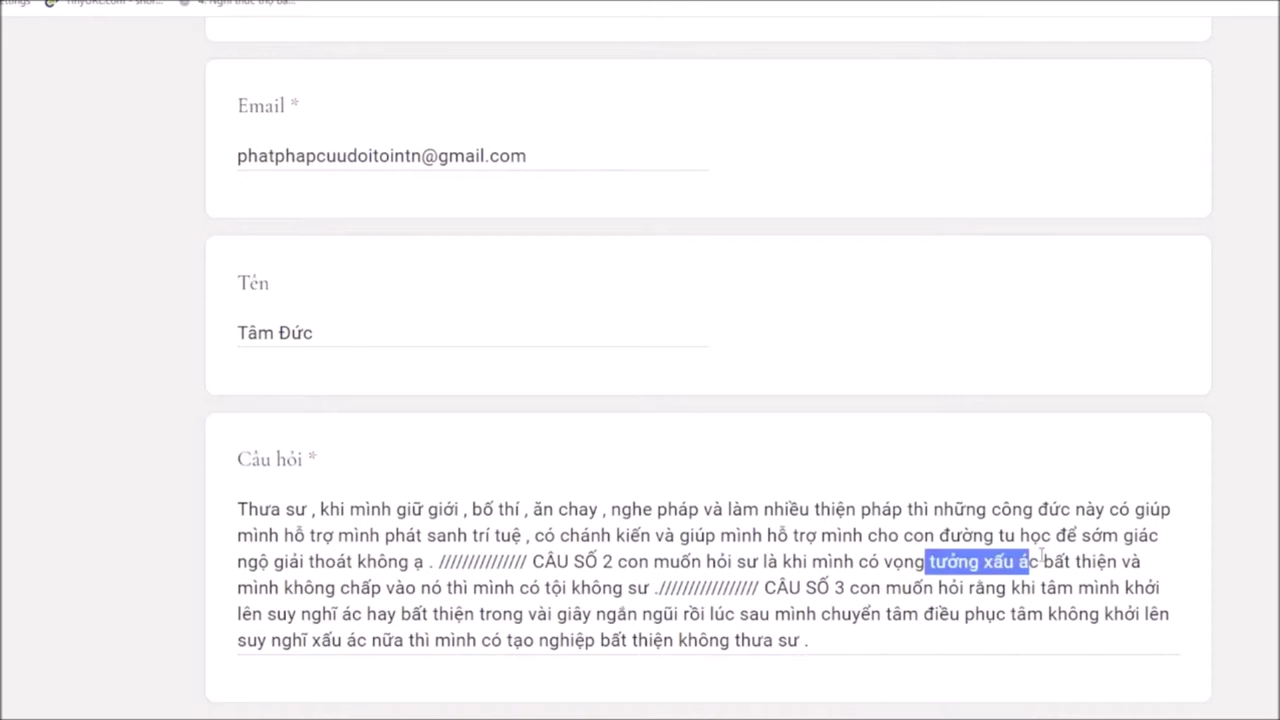 Email *
phatphapcuudoitointn@gmail.com
Tên
Tâm Đức
Câu hỏi *
Thưa sư , khi mình giữ giới , bố thí , ăn chay , nghe pháp và làm nhiều thiện pháp thì những công đức này có giúp
mình hỗ trợ mình phát sanh trí tuệ , có chánh kiến và giúp mình hỗ trợ mình cho con đường tu học để sớm giác
ngộ giải thoát không ạ . /////////////// CÂU SỐ 2 con muốn hỏi sư là khi mình có vọng tưởng xấu ác bất thiện và
mình không chấp vào nó thì mình có tội không sư .///////////////// CÂU SỐ 3 con muốn hỏi rằng khi tâm mình khởi
lên suy nghĩ ác hay bất thiện trong vài giây ngắn ngũi rồi lúc sau mình chuyển tâm điều phục tâm không khởi lên
suy nghĩ xấu ác nữa thì mình có tạo nghiệp bất thiện không thưa sư .